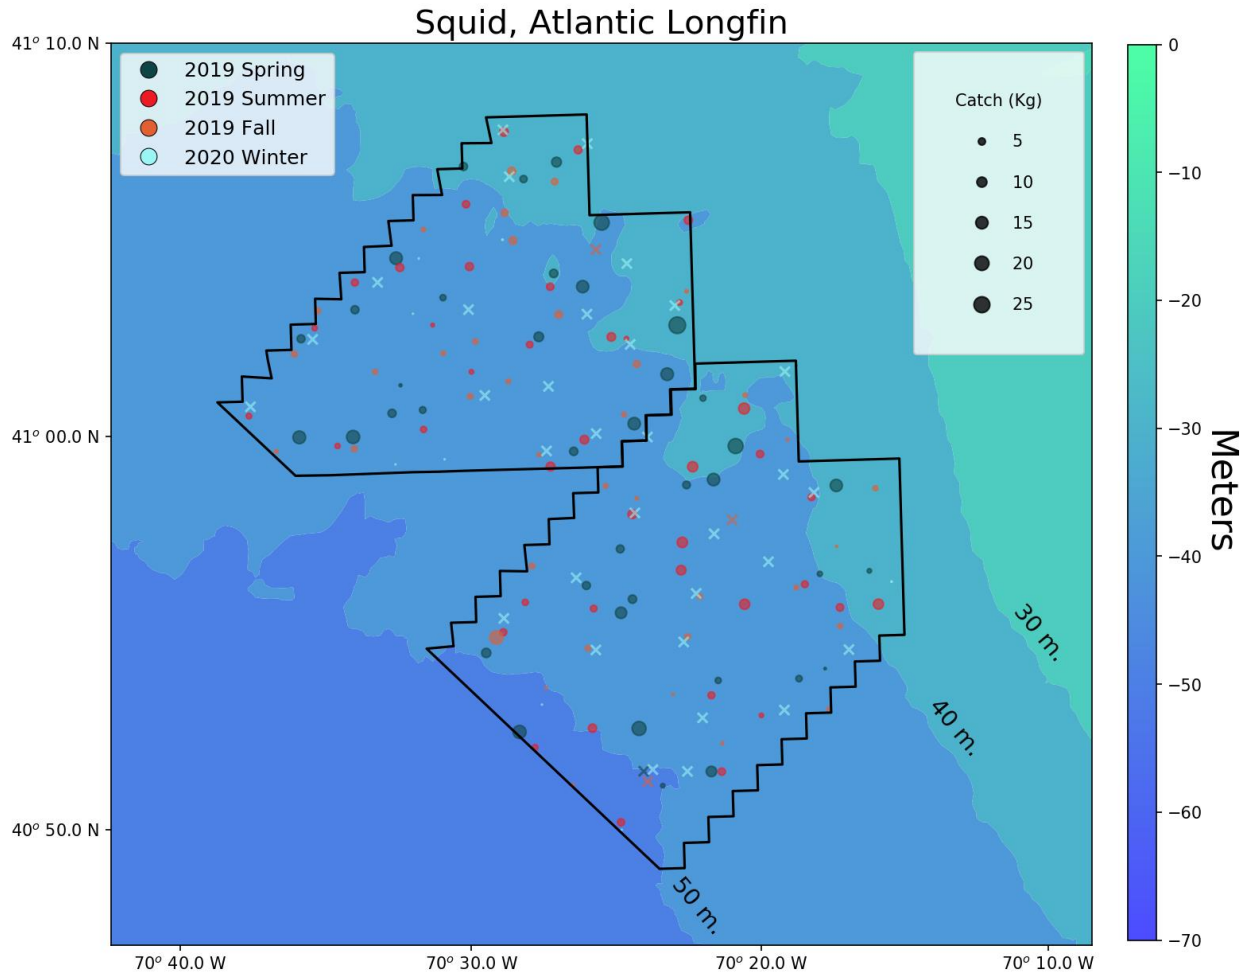 Squid, Atlantic Longfin
41° 10.0 N
41° 00.0 N
40° 50.0 N
2019 Spring
2019 Summer
2019 Fall
2020 Winter
Catch (Kg)
5
10
15
20
25
30 m.
40 m.
50 m.
70° 40.0 W
70° 30.0 W
70° 20.0 W
70° 10.0 W
0
−10
−20
−30
−40
−50
−60
−70
Meters